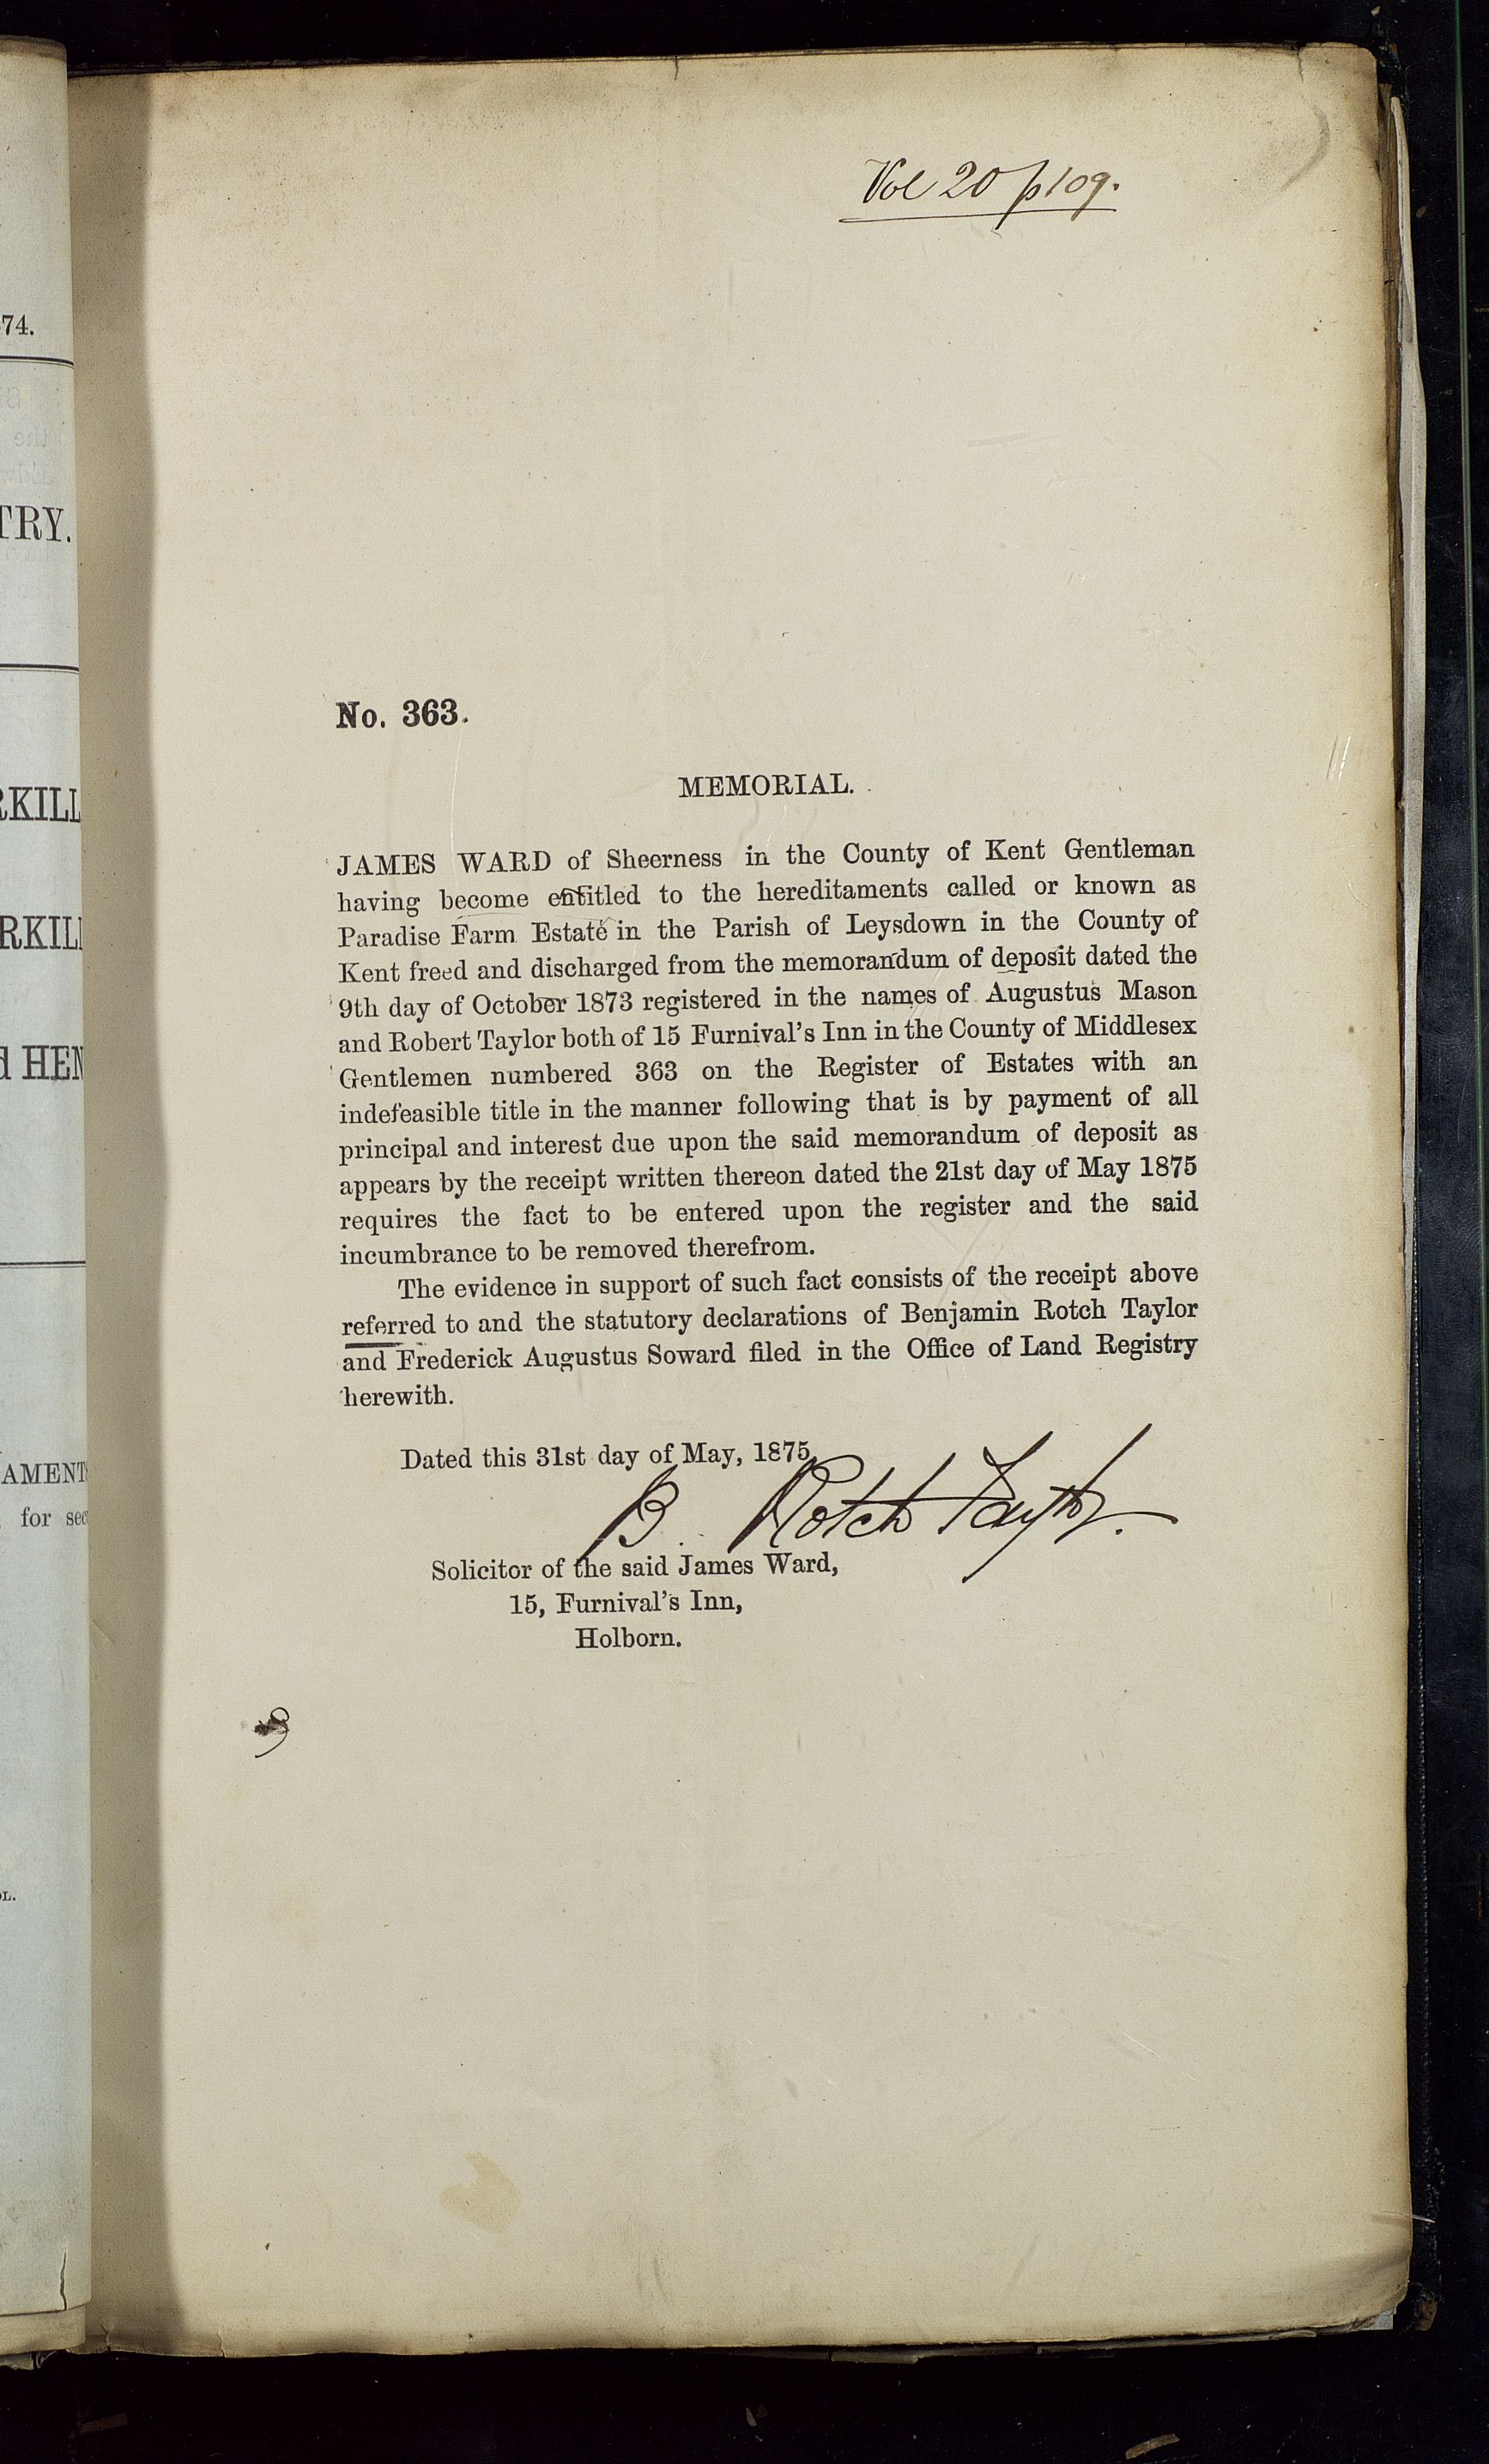 Vol 20 p 109.
74.
TRY.
RKILL
RKILL
d HEN
AMENTS
for sec
OL.
No. 363.
MEMORIAL.
JAMES WARD of Sheerness in the County of Kent Gentleman
having become entitled to the hereditaments called or known as
Paradise Farm Estate in the Parish of Leysdown in the County of
Kent freed and discharged from the memorandum of deposit dated the
9th day of October 1873 registered in the names of Augustus Mason
and Robert Taylor both of 15 Furnival's Inn in the County of Middlesex
Gentlemen numbered 363 on the Register of Estates with an
indefeasible title in the manner following that is by payment of all
principal and interest due upon the said memorandum of deposit as
appears by the receipt written thereon dated the 21st day of May 1875
requires the fact to be entered upon the register and the said
incumbrance to be removed therefrom.
The evidence in support of such fact consists of the receipt above
referred to and the statutory declarations of Benjamin Rotch Taylor
and Frederick Augustus Soward filed in the Office of Land Registry
herewith.
Dated this 31st day of May, 1875
B. Rotch Taylor.
Solicitor of the said James Ward,
15, Furnival's Inn,
Holborn.